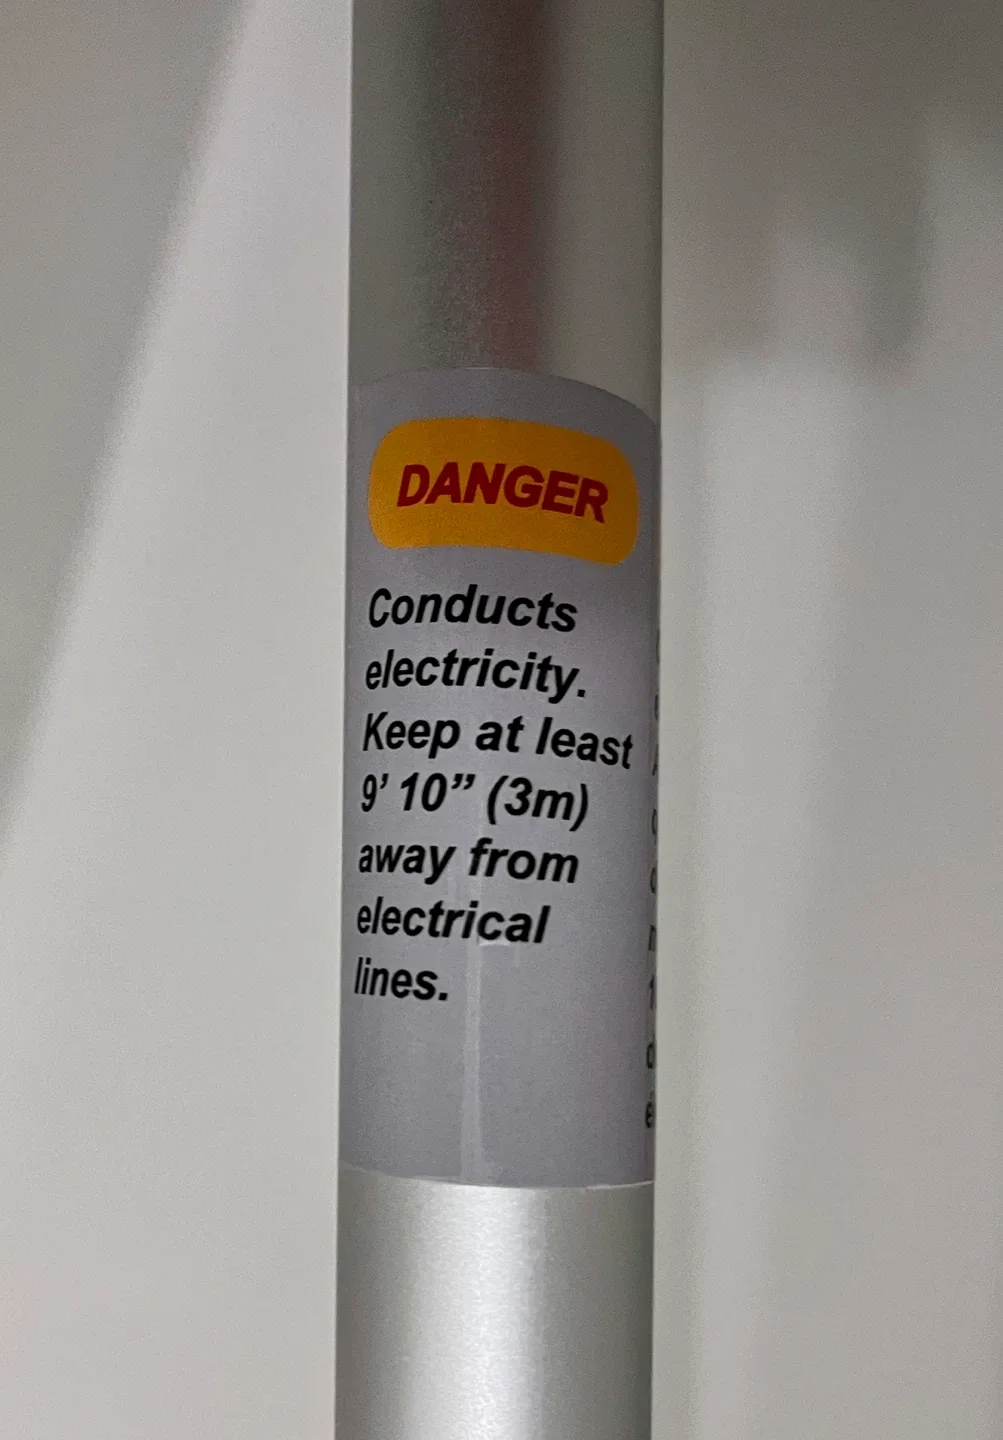 DANGER
Conducts
electricity.
Keep at least
9’ 10” (3m)
away from
electrical
lines.